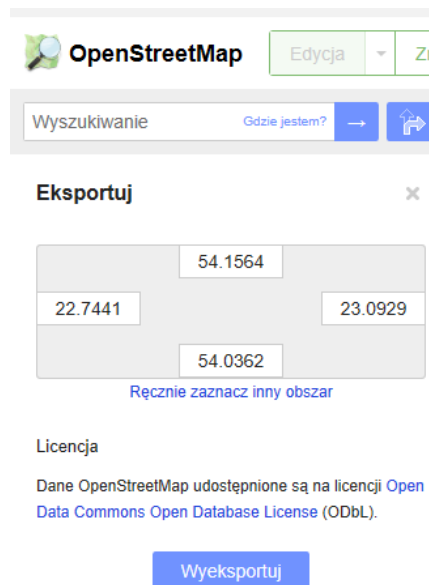 OpenStreetMap Edycja
Wyszukiwanie Gdzie jestem?
Eksportuj
54.1564
22.7441 23.0929
54.0362
Ręcznie zaznacz inny obszar
Licencja
Dane OpenStreetMap udostępnione są na licencji Open
Data Commons Open Database License (ODbL).
Wyeksportuj